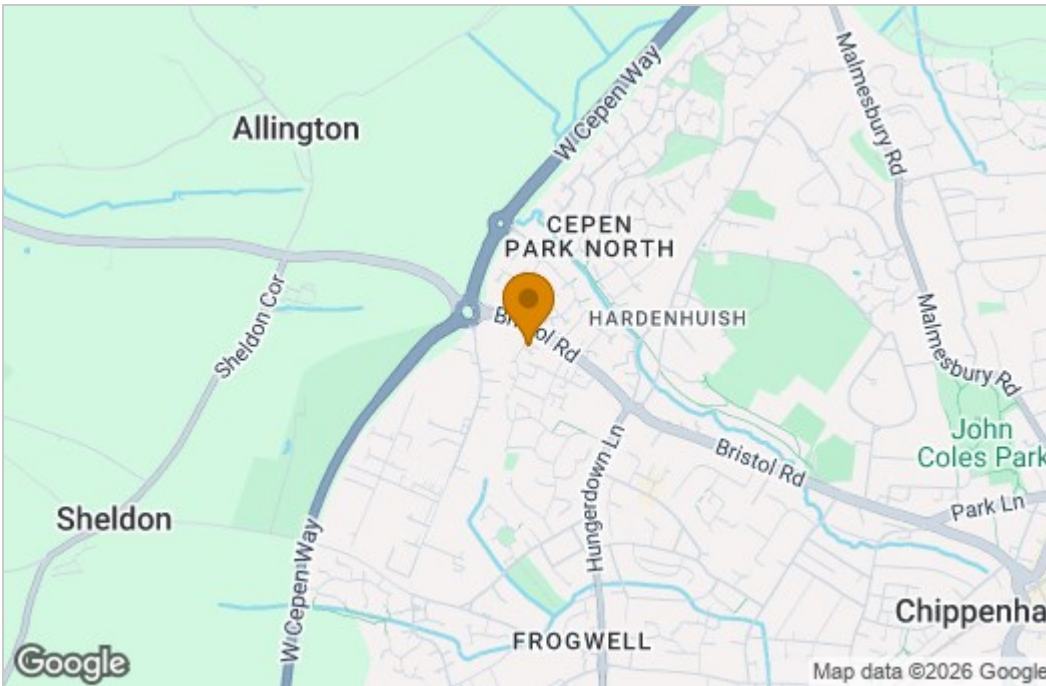 W Cepen Way
Malmesbury Rd
Allington
CEPEN
PARK NORTH
Sheldon Cor
HARDENHUISH
Bristol Rd
Malmesbury Rd
John
Coles Park
Hungerdown Ln
Bristol Rd
Park Ln
Sheldon
W Cepen Way
Chippenha
FROGWELL
Google
Map data ©2026 Google